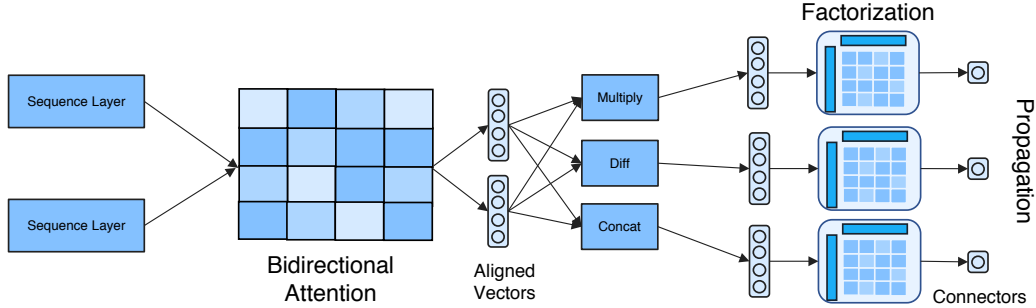 Factorization
Sequence Layer
Multiply
Diff
Sequence Layer
Concat
Bidirectional
Attention
Aligned
Vectors
Connectors
Propagation